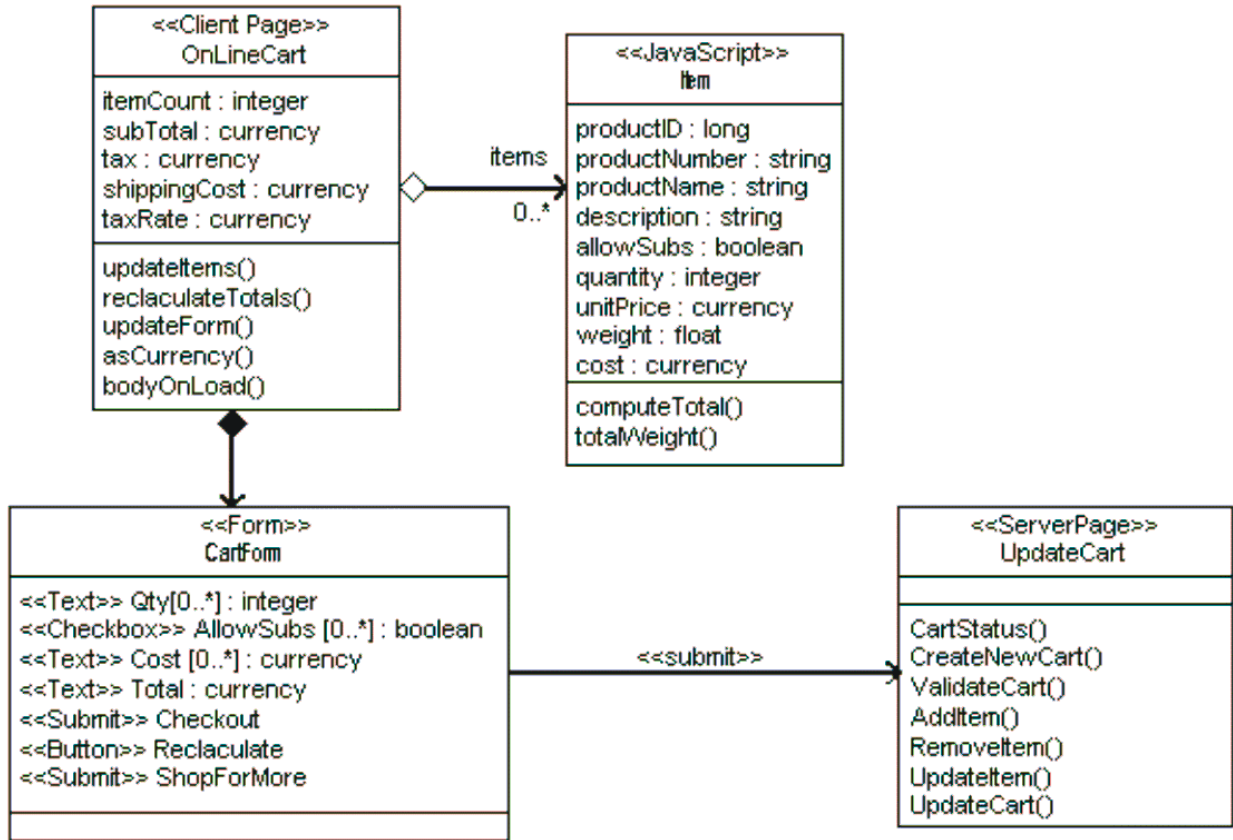 <<Client Page>>
OnLineCart
itemCount : integer
subTotal : currency
tax : currency
shippingCost : currency
taxRate : currency
updateItems()
reclaculateTotals()
updateForm()
asCurrency()
bodyOnLoad()
items
0..*
<<JavaScript>>
Item
productID : long
productNumber : string
productName : string
description : string
allowSubs : boolean
quantity : integer
unitPrice : currency
weight : float
cost : currency
computeTotal()
totalWeight()
<<Form>>
CartForm
<<Text>> Qty[0..*] : integer
<<Checkbox>> AllowSubs [0..*] : boolean
<<Text>> Cost [0..*] : currency
<<Text>> Total : currency
<<Submit>> Checkout
<<Button>> Reclaculate
<<Submit>> ShopForMore
<<submit>>
<<ServerPage>>
UpdateCart
CartStatus()
CreateNewCart()
ValidateCart()
AddItem()
RemoveItem()
UpdateItem()
UpdateCart()